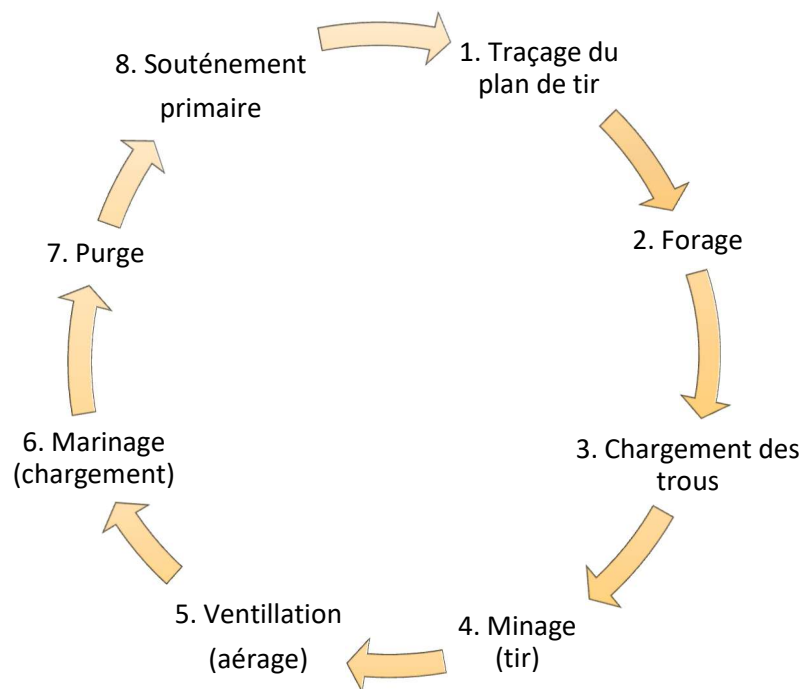 1. Traçage du
plan de tir
2. Forage
3. Chargement des
trous
4. Minage
(tir)
5. Ventillation
(aérage)
6. Marinage
(chargement)
7. Purge
8. Souténement
primaire